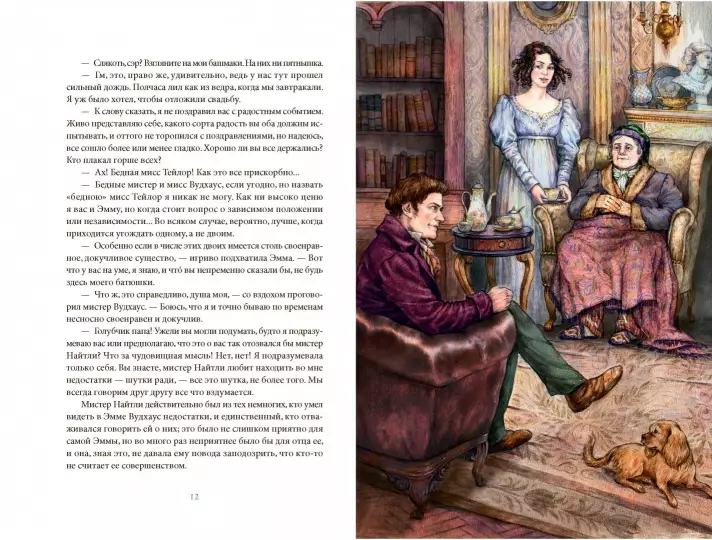 — Слякоть, сэр? Взгляните на мои башмаки. На них ни пятнышка.
— Гм, это, право же, удивительно, ведь у нас тут прошел
сильный дождь. Полчаса лил как из ведра, когда мы завтракали.
Я уж было хотел, чтобы отложили свадьбу.
— К слову сказать, я не поздравил вас с радостным событием.
Живо представляю себе, какого сорта радость вы оба должны ис-
пытывать, и оттого не торопился с поздравлениями, но надеюсь,
все сошло более или менее гладко. Хорошо ли вы все держались?
Кто плакал горше всех?
— Ах! Бедная мисс Тейлор! Как это все прискорбно...
— Бедные мистер и мисс Вудхаус, если угодно, но назвать
«бедною» мисс Тейлор я никак не могу. Как ни высоко ценю
я вас и Эмму, но когда стоит вопрос о зависимом положении
или независимости... Во всяком случае, вероятно, лучше, когда
приходится угождать одному, а не двоим.
— Особенно если в числе этих двоих имеется столь своенрав-
ное, докучливое существо, — игриво подхватила Эмма. — Вот
что у вас на уме, я знаю, и что́ вы непременно сказали бы, не будь
здесь моего батюшки.
— Что ж, это справедливо, душа моя, — со вздохом прогово-
рил мистер Вудхаус. — Боюсь, что я и точно бываю по временам
несносно своенравен и докучлив.
— Голубчик папа! Ужели вы могли подумать, будто я подразу-
меваю вас или предполагаю, что это о вас так отозвался бы мистер
Найтли? Что за чудовищная мысль! Нет, нет! Я подразумевала
только себя. Вы знаете, мистер Найтли любит находить во мне
недостатки — шутки ради, — все это шутка, не более того. Мы
всегда говорим друг другу все что вздумается.
Мистер Найтли действительно был из тех немногих, кто умел
видеть в Эмме Вудхаус недостатки, и единственный, кто отва-
живался говорить ей о них; это было не слишком приятно для
самой Эммы, но во много раз неприятнее было бы для отца ее,
и она, зная это, не давала ему повода заподозрить, что кто-то
не считает ее совершенством.
12